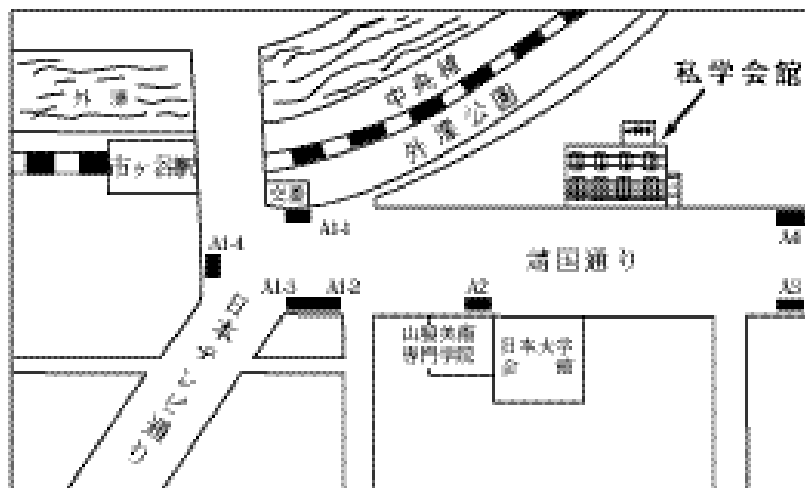 外濠
中央線
外濠公園
私学会館
市ヶ谷駅
交番
A1-1
A1-4
靖国通り
A4
A1-3 A1-2
A2
A3
山脇美術
専門学院
日本大学
会館
日本テレビ通り